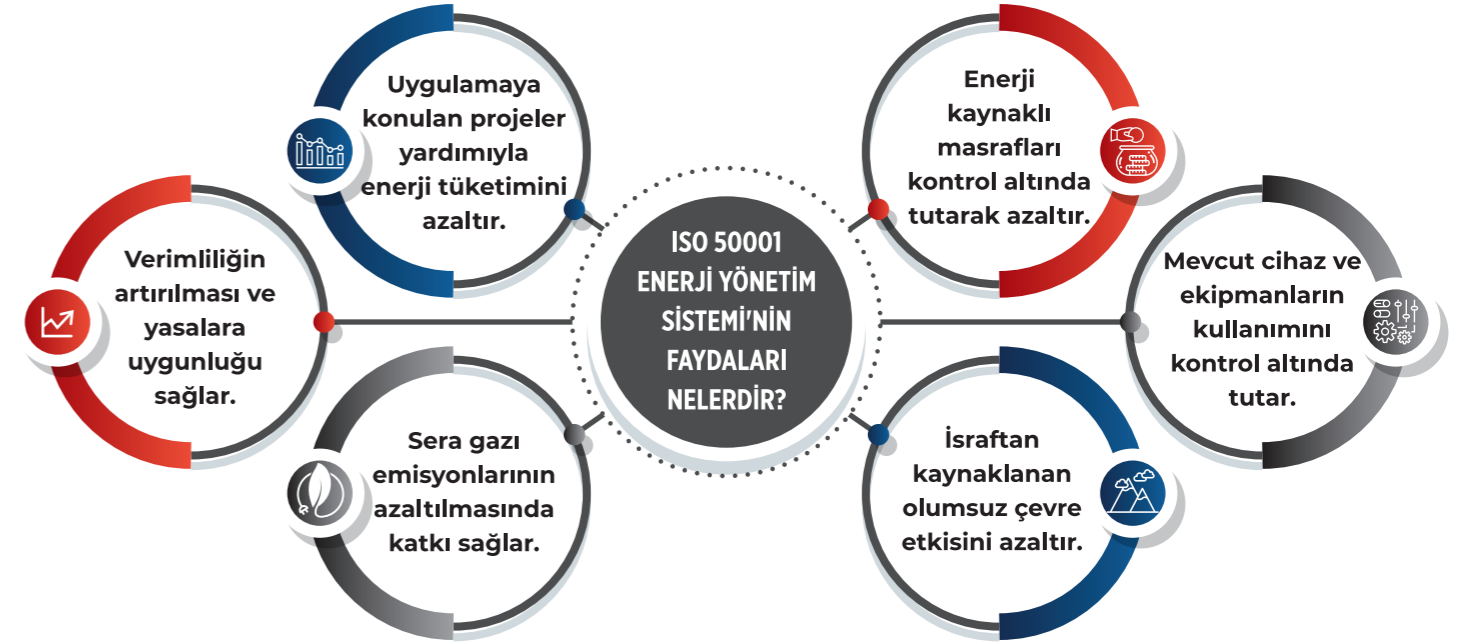 Uygulamaya
konulan projeler
yardımıyla
enerji tüketimini
azaltır.
Enerji
kaynaklı
masrafları
kontrol altında
tutarak azaltır.
Verimliliğin
artırılması ve
yasalara
uygunluğu
sağlar.
ISO 50001
ENERJİ YÖNETİM
SİSTEMİ'NİN
FAYDALARI
NELERDİR?
Mevcut cihaz ve
ekipmanların
kullanımını
kontrol altında
tutar.
Sera gazı
emisyonlarının
azaltılmasında
katkı sağlar.
İsraftan
kaynaklanan
olumsuz çevre
etkisini azaltır.